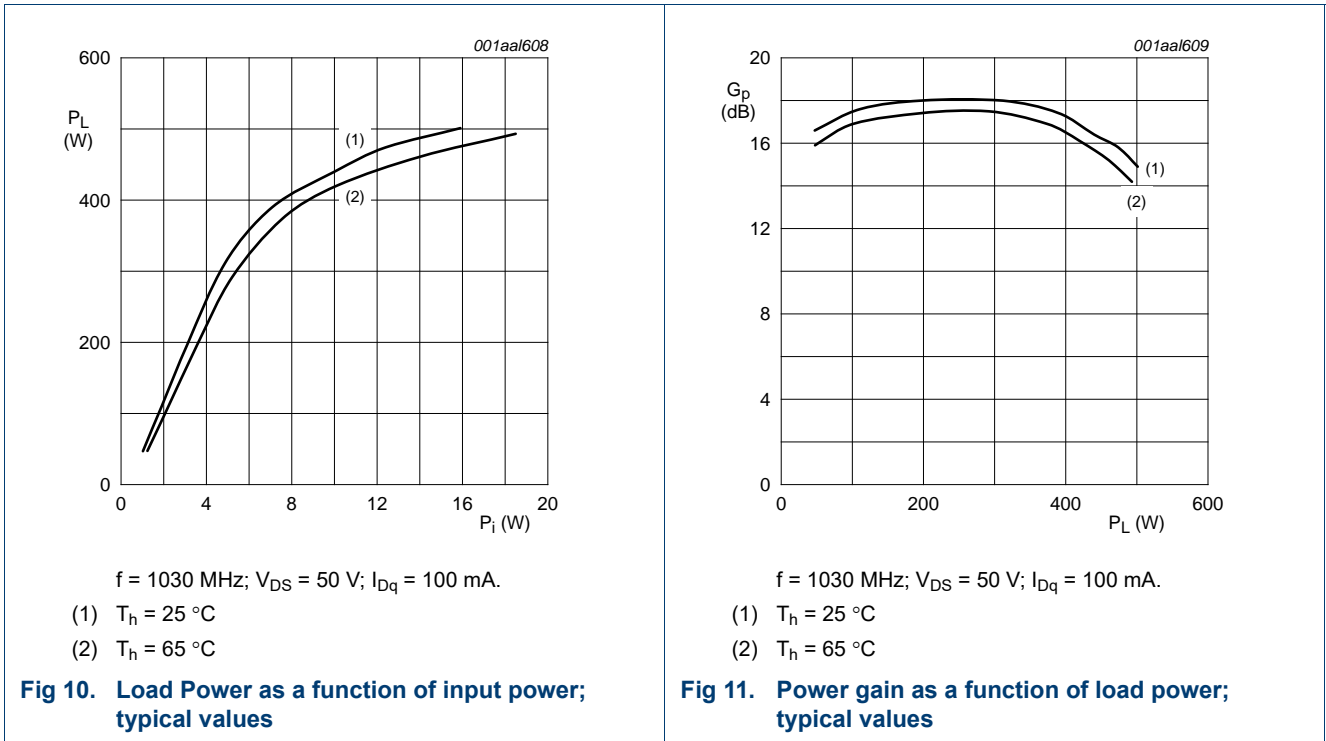 001aal608
600
400
200
0
P_L
(W)
(1)
(2)
0 4 8 12 16 20
P_i (W)
f = 1030 MHz; V_DS = 50 V; I_Dq = 100 mA.
(1) T_h = 25 °C
(2) T_h = 65 °C
Fig 10. Load Power as a function of input power;
typical values
001aal609
20
16
12
8
4
0
G_p
(dB)
(1)
(2)
0 200 400 600
P_L (W)
f = 1030 MHz; V_DS = 50 V; I_Dq = 100 mA.
(1) T_h = 25 °C
(2) T_h = 65 °C
Fig 11. Power gain as a function of load power;
typical values